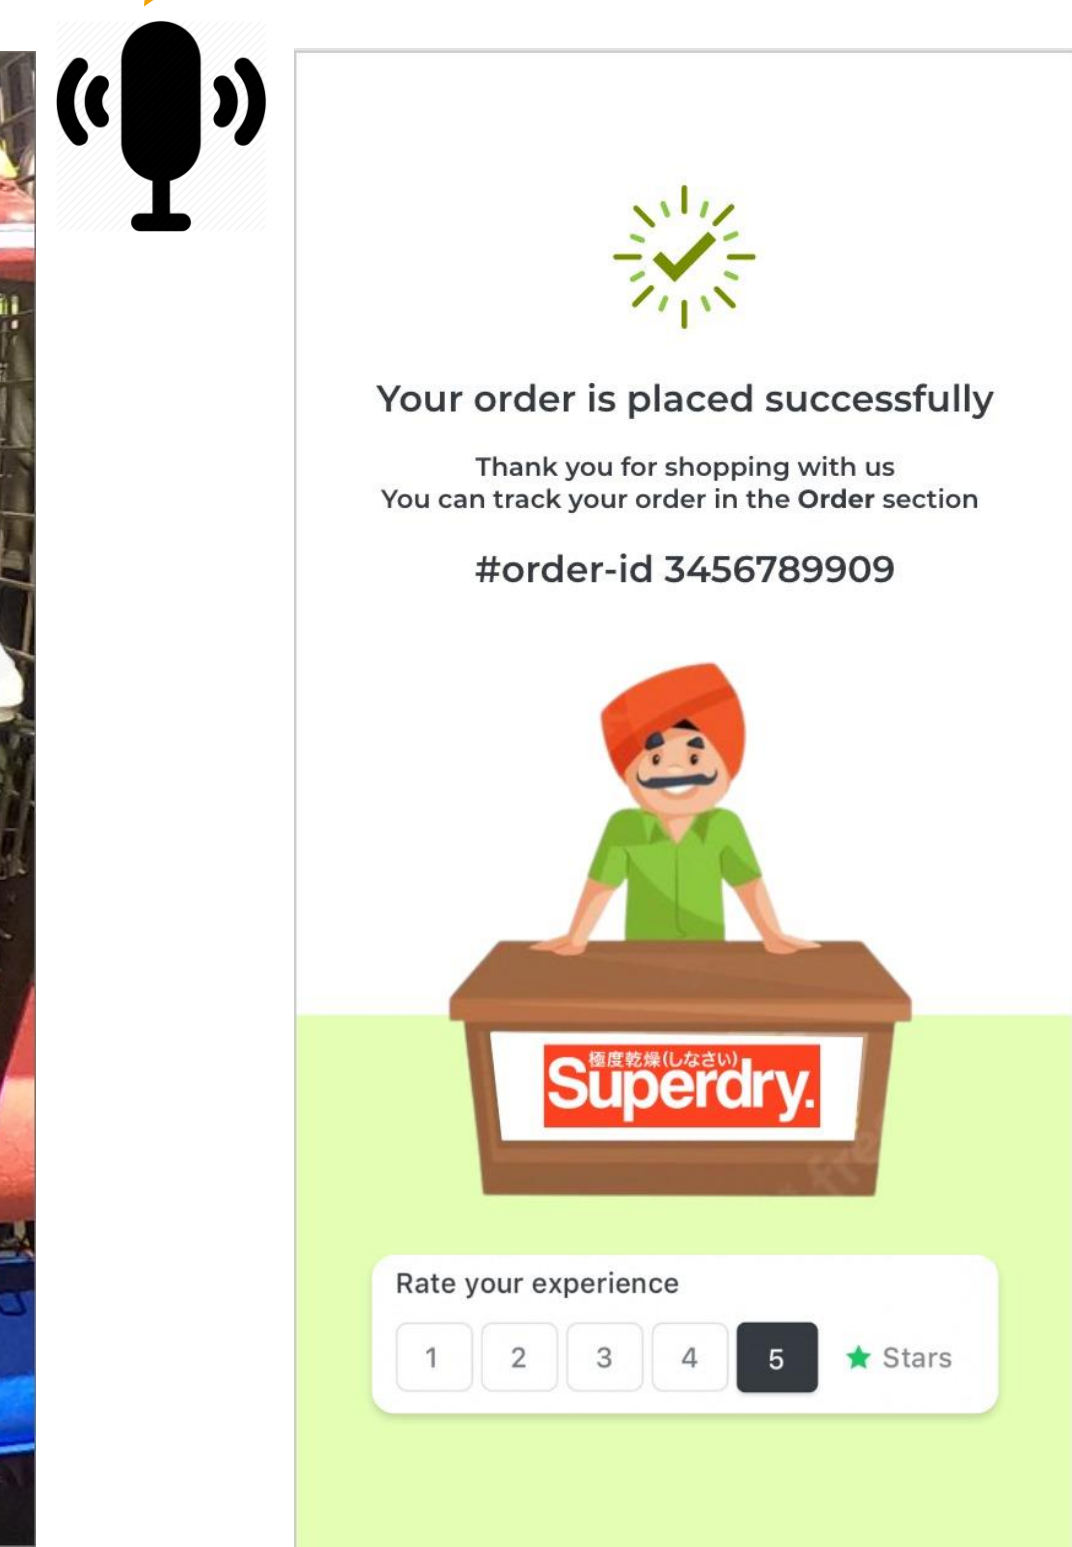 Your order is placed successfully
Thank you for shopping with us
You can track your order in the Order section
#order-id 3456789909
極度乾燥(しなさい)
Superdry.
Rate your experience
1 2 3 4 5 Stars